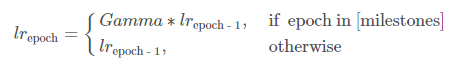 lr_epoch = { Gamma * lr_epoch - 1, if epoch in [milestones]
lr_epoch - 1, otherwise